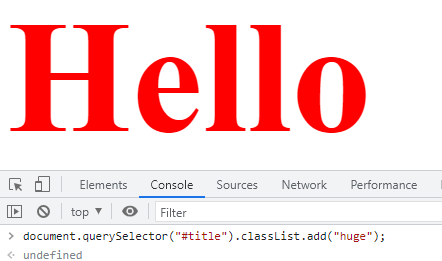 Hello
Elements Console Sources Network Performance
top Filter
document.querySelector("#title").classList.add("huge");
undefined